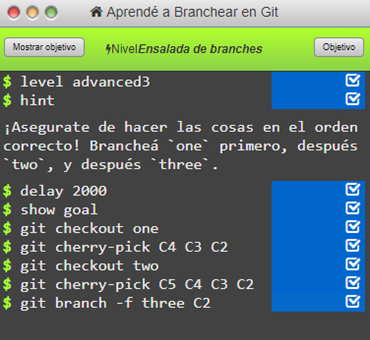 Aprendé a Branchear en Git
Mostrar objetivo
Nivel Ensalada de branches
Objetivo
$ level advanced3
$ hint
¡Asegurate de hacer las cosas en el orden
correcto! Brancheá `one` primero, después
`two`, y después `three`.
$ delay 2000
$ show goal
$ git checkout one
$ git cherry-pick C4 C3 C2
$ git checkout two
$ git cherry-pick C5 C4 C3 C2
$ git branch -f three C2